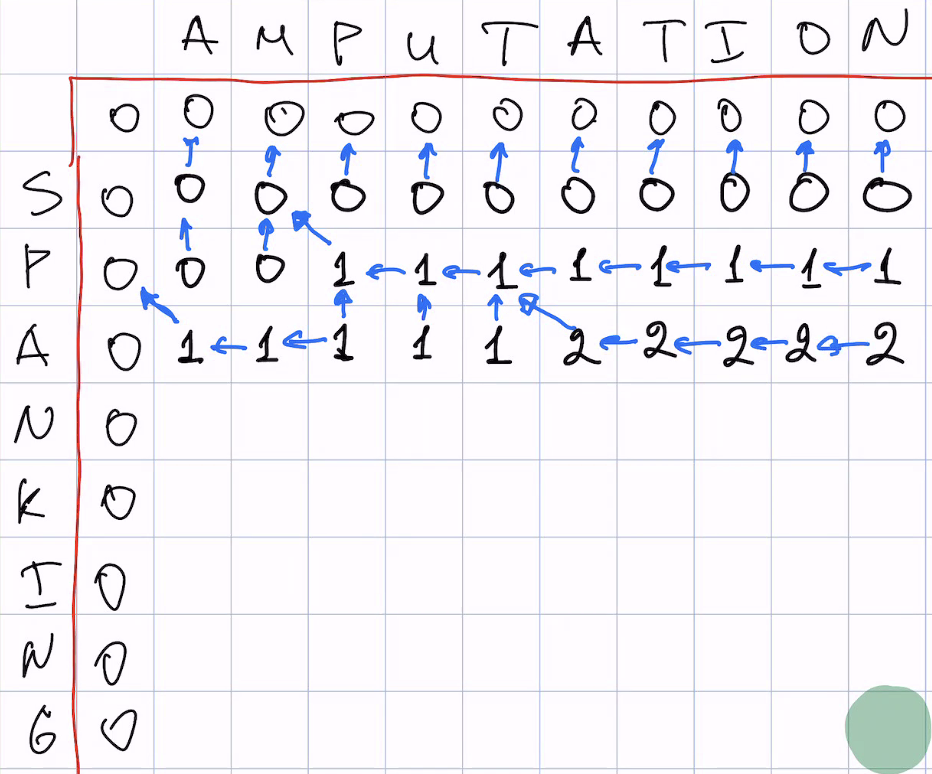 A M P U T A T I O N
0 0 0 0 0 0 0 0 0 0 0
S 0 0 0 0 0 0 0 0 0 0 0
P 0 0 0 1 1 1 1 1 1 1 1
A 0 1 1 1 1 1 2 2 2 2 2
N 0
K 0
I 0
N 0
G 0